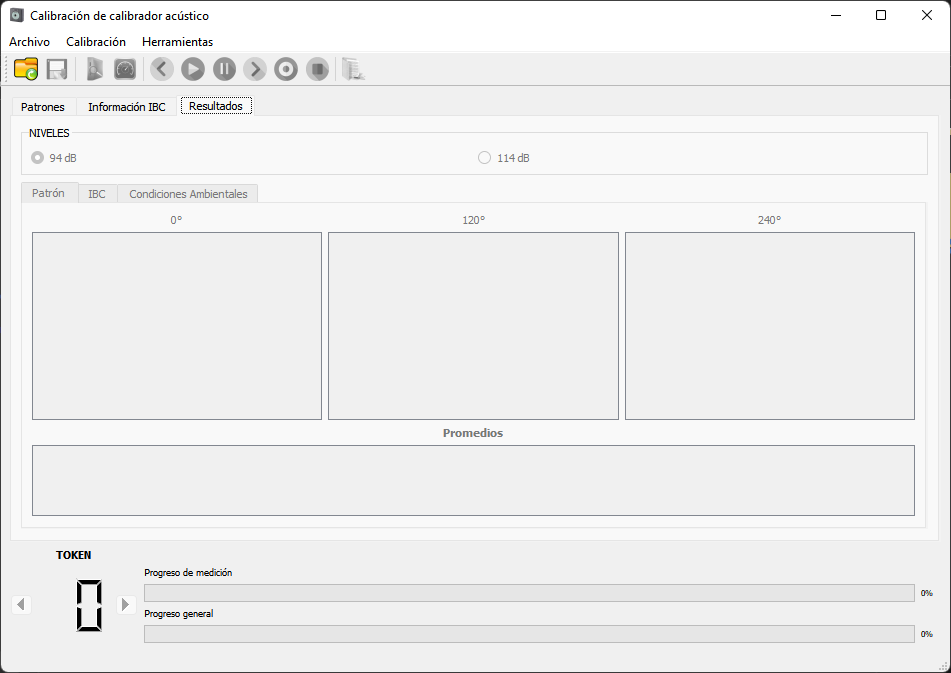 Calibración de calibrador acústico
Archivo Calibración Herramientas
Patrones Información IBC Resultados
NIVELES
94 dB 114 dB
Patrón IBC Condiciones Ambientales
0° 120° 240°
Promedios
TOKEN
0
Progreso de medición
0%
Progreso general
0%